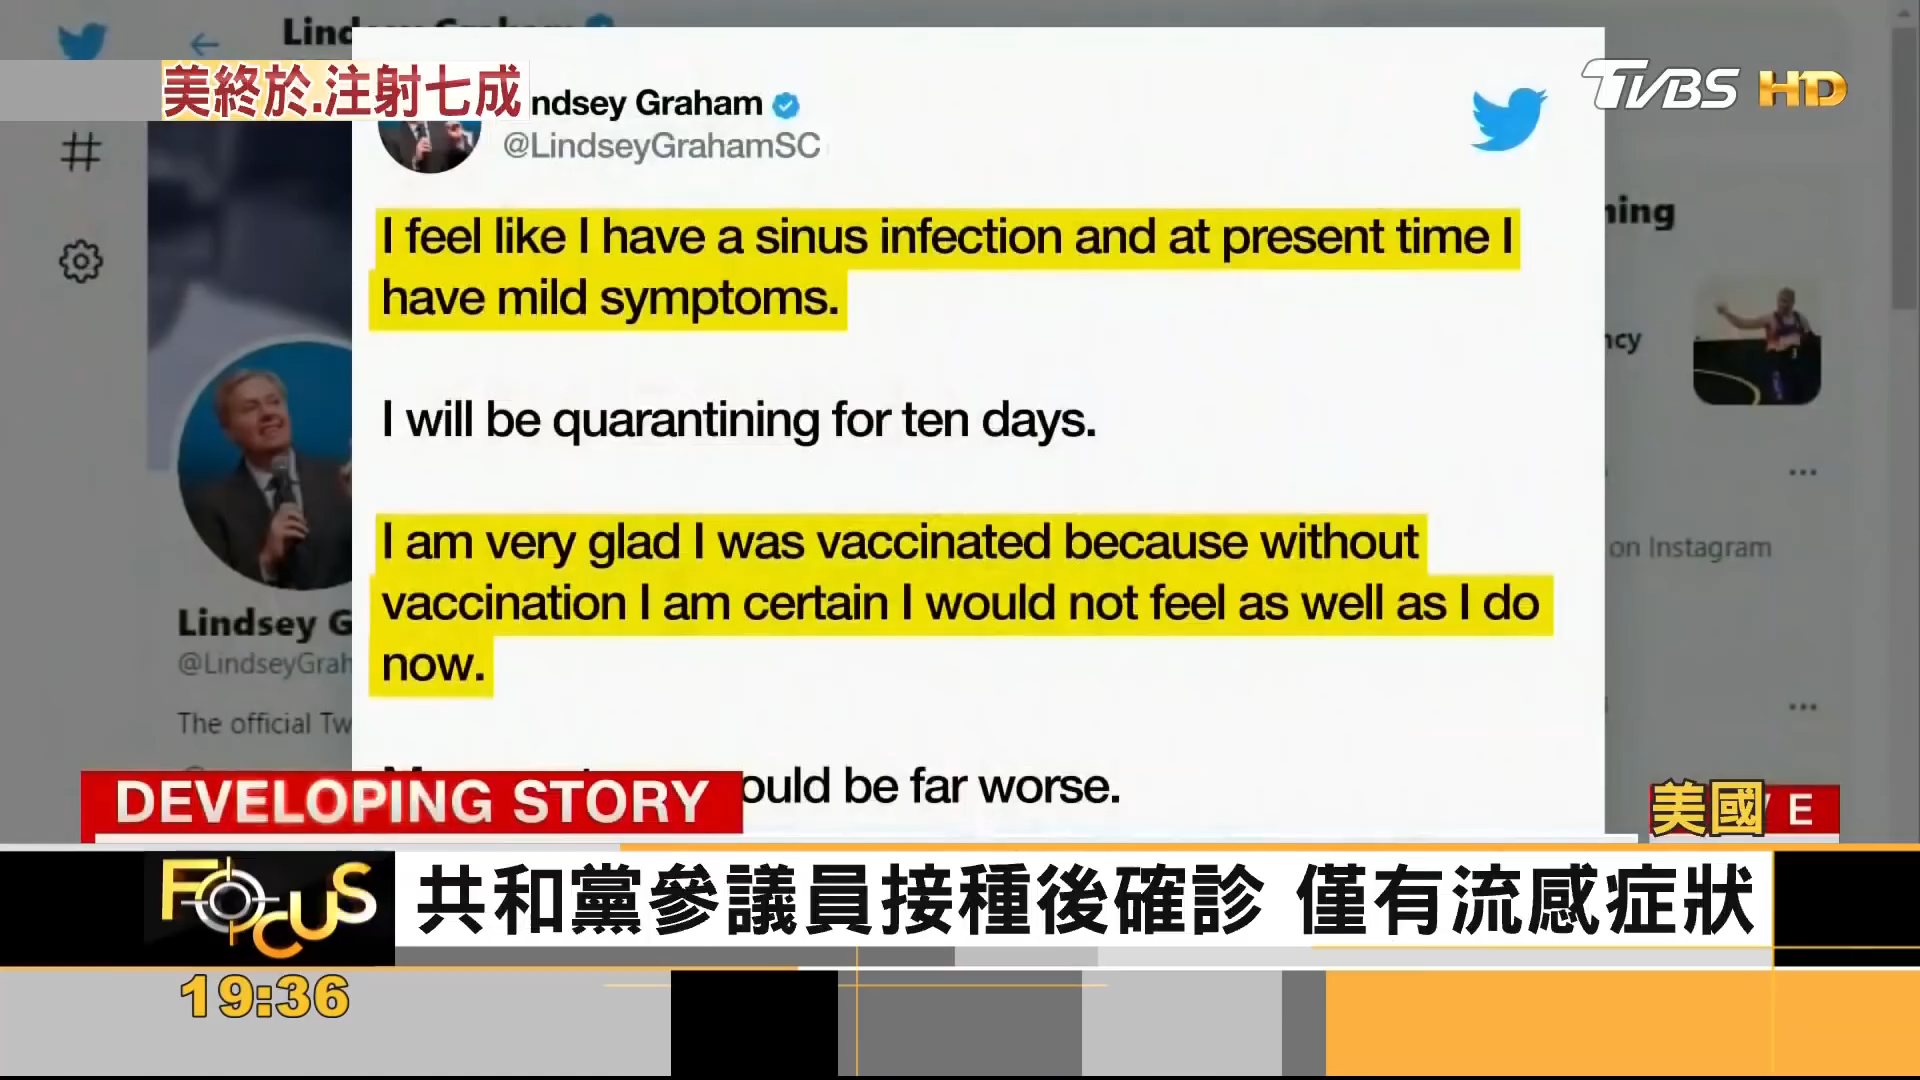 美終於.注射七成
TVBS HD
ndsey Graham
@LindseyGrahamSC
I feel like I have a sinus infection and at present time I
have mild symptoms.
I will be quarantining for ten days.
I am very glad I was vaccinated because without
vaccination I am certain I would not feel as well as I do
now.
ould be far worse.
Lindsey G
@LindseyGrah
The official Tw
on Instagram
DEVELOPING STORY
美國
FOCUS
共和黨參議員接種後確診 僅有流感症狀
19:36